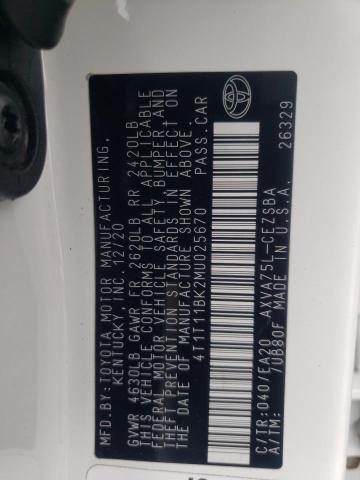 MFD.BY:TOYOTA MOTOR MANUFACTURING,
KENTUCKY, INC. 12/20
GVWR 4630LB GAWR FR 2620LB RR 2420LB
THIS VEHICLE CONFORMS TO ALL APPLICABLE
FEDERAL MOTOR VEHICLE SAFETY, BUMPER, AND
THEFT PREVENTION STANDARDS IN EFFECT ON
THE DATE OF MANUFACTURE SHOWN ABOVE.
4T1T11BK2MU025670 PASS.CAR
C/TR:040/EA20 AXVA75L-CEZSBA
A/TM: /UB80F MADE IN U.S.A.
26329